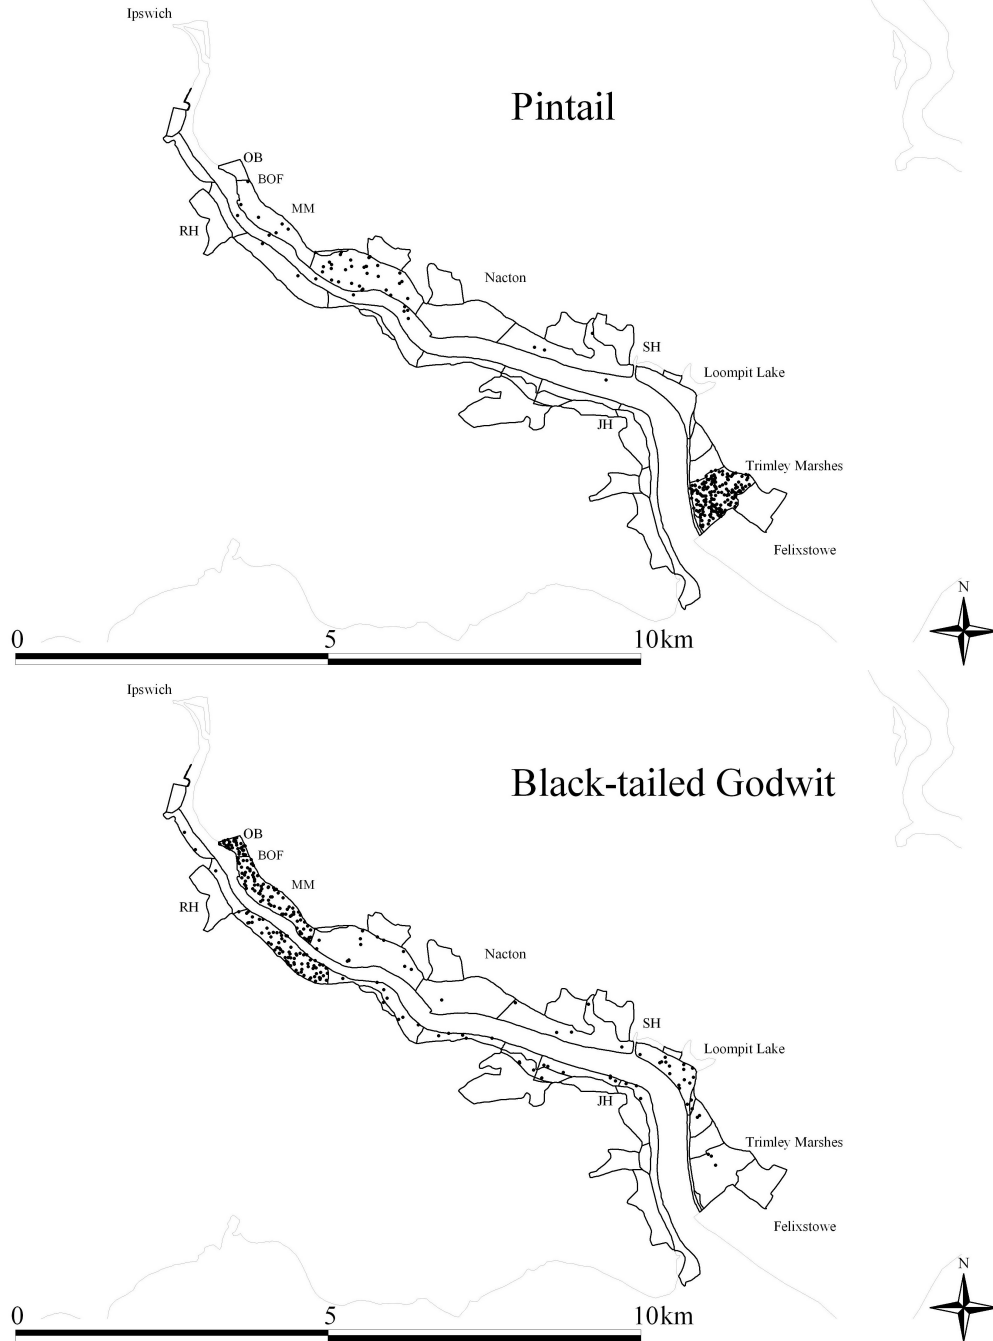 Ipswich
Pintail
OB
BOF
MM
RH
Nacton
SH
Loompit Lake
JH
Trimley Marshes
Felixstowe
N
0 5 10km
Ipswich
Black-tailed Godwit
OB
BOF
MM
RH
Nacton
SH
Loompit Lake
JH
Trimley Marshes
Felixstowe
N
0 5 10km